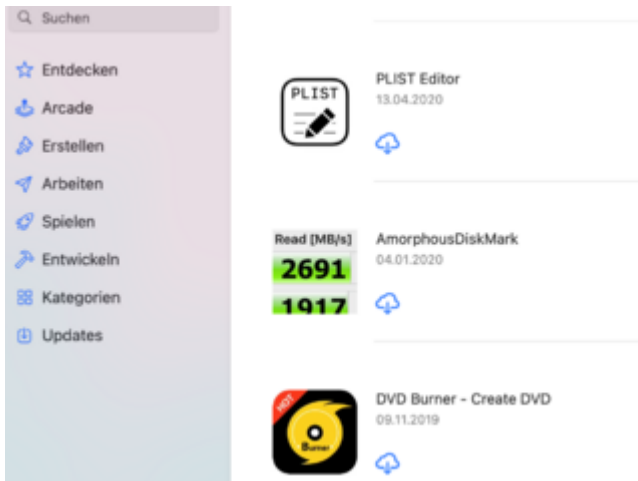 Suchen
Entdecken
Arcade
Erstellen
Arbeiten
Spielen
Entwickeln
Kategorien
Updates
PLIST
PLIST Editor
13.04.2020
Read [MB/s]
2691
1917
AmorphousDiskMark
04.01.2020
HOT
Burner
DVD Burner - Create DVD
09.11.2019